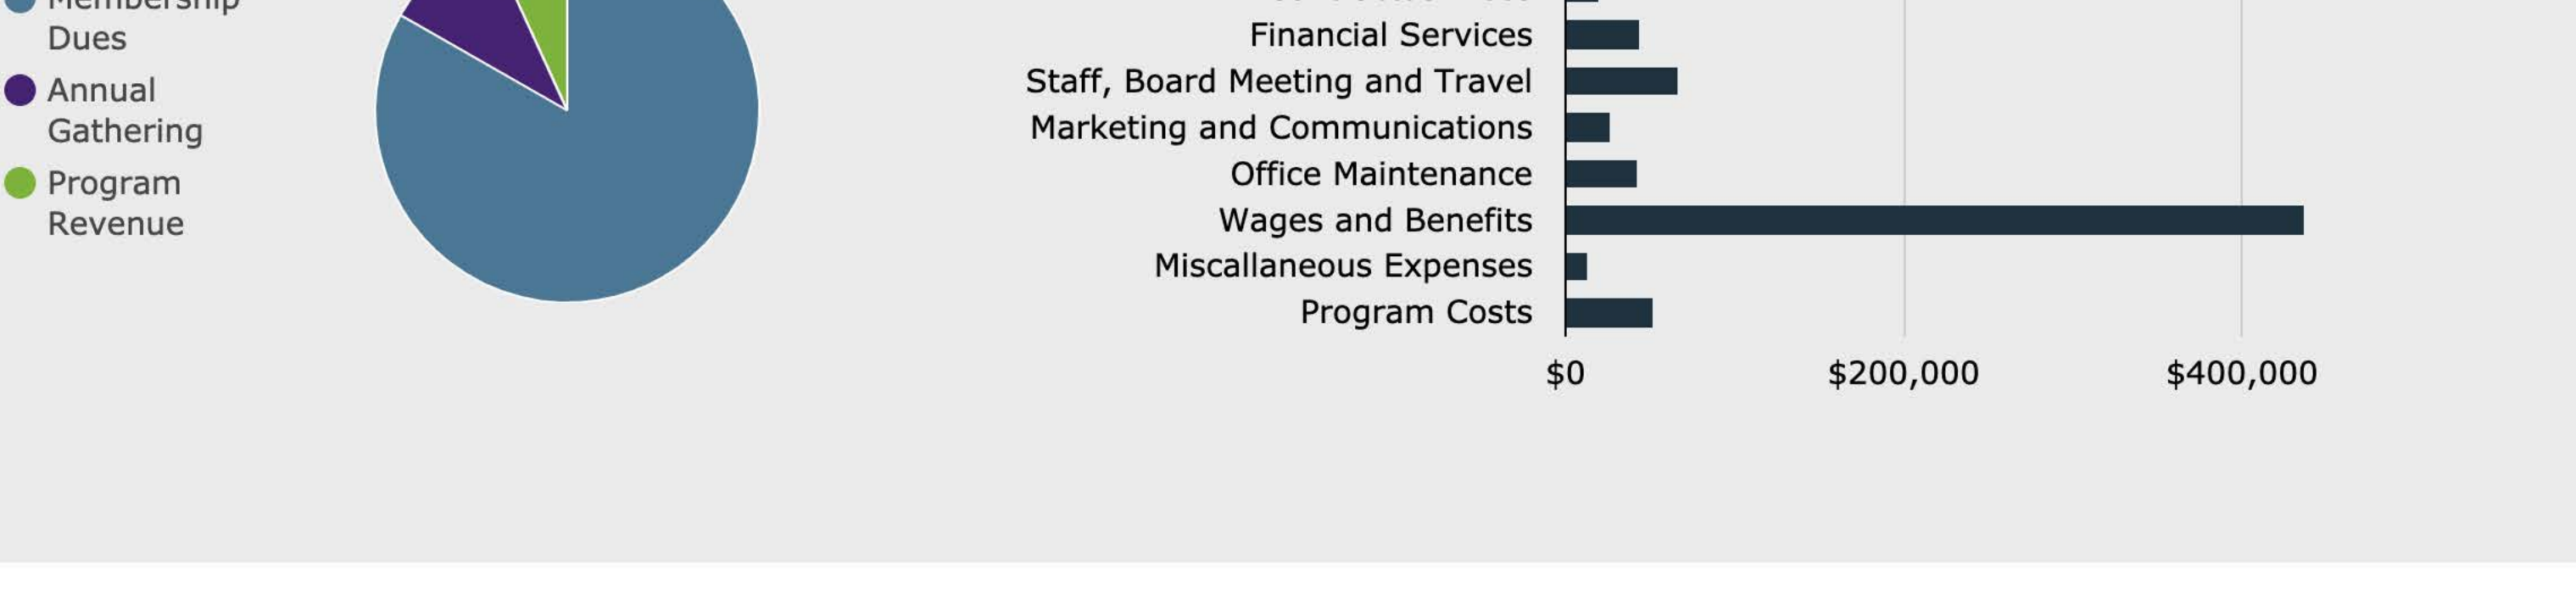 Membership
Dues
Annual
Gathering
Program
Revenue
Financial Services
Staff, Board Meeting and Travel
Marketing and Communications
Office Maintenance
Wages and Benefits
Miscallaneous Expenses
Program Costs
$0
$200,000
$400,000